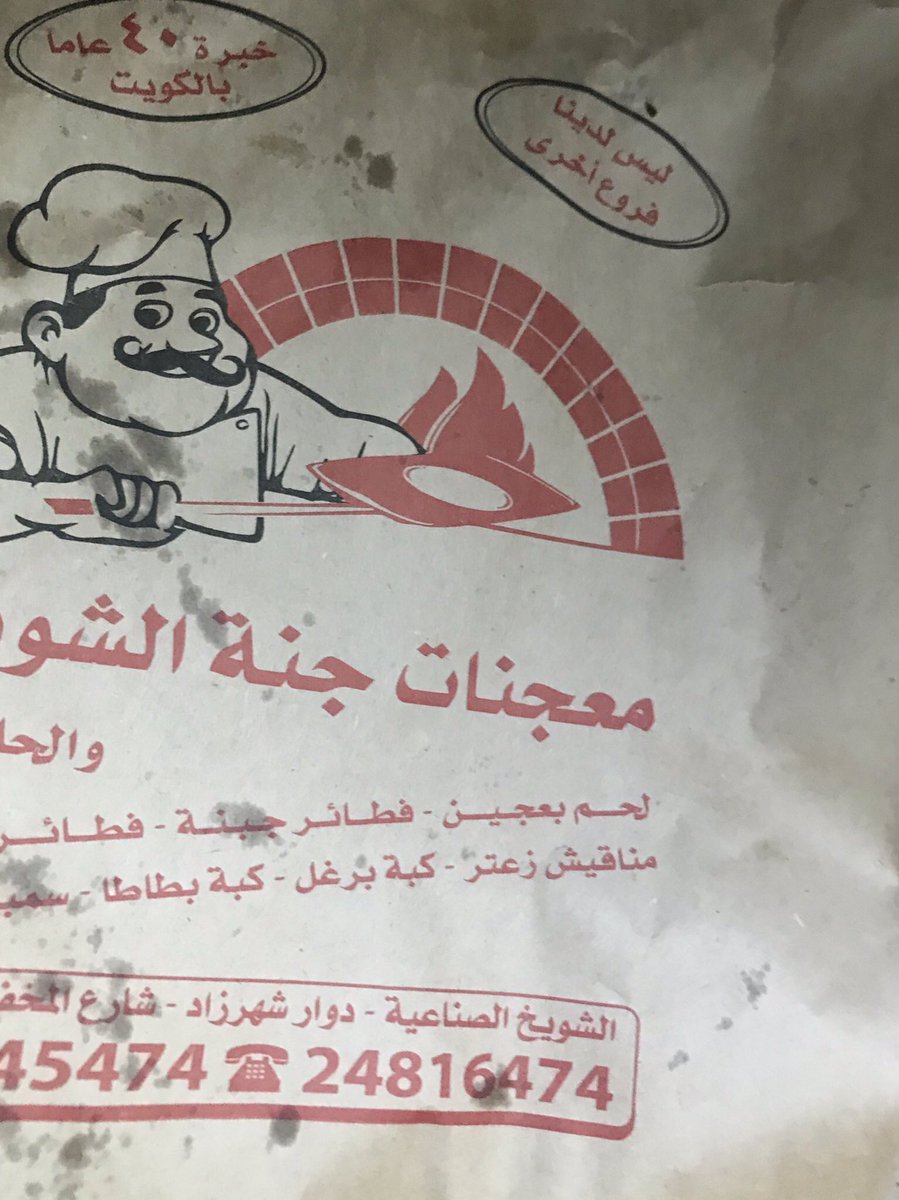 خبرة ٤٠ عاما
بالكويت
ليس لدينا
فروع أخرى
معجنات جنة
لحم بعجين - فطائر جبنة - فطائر
مناقيش زعتر - كبة برغل - كبة بطاطا -
الشويخ الصناعية - دوار شهرزاد - شارع
45474 ☎ 24816474